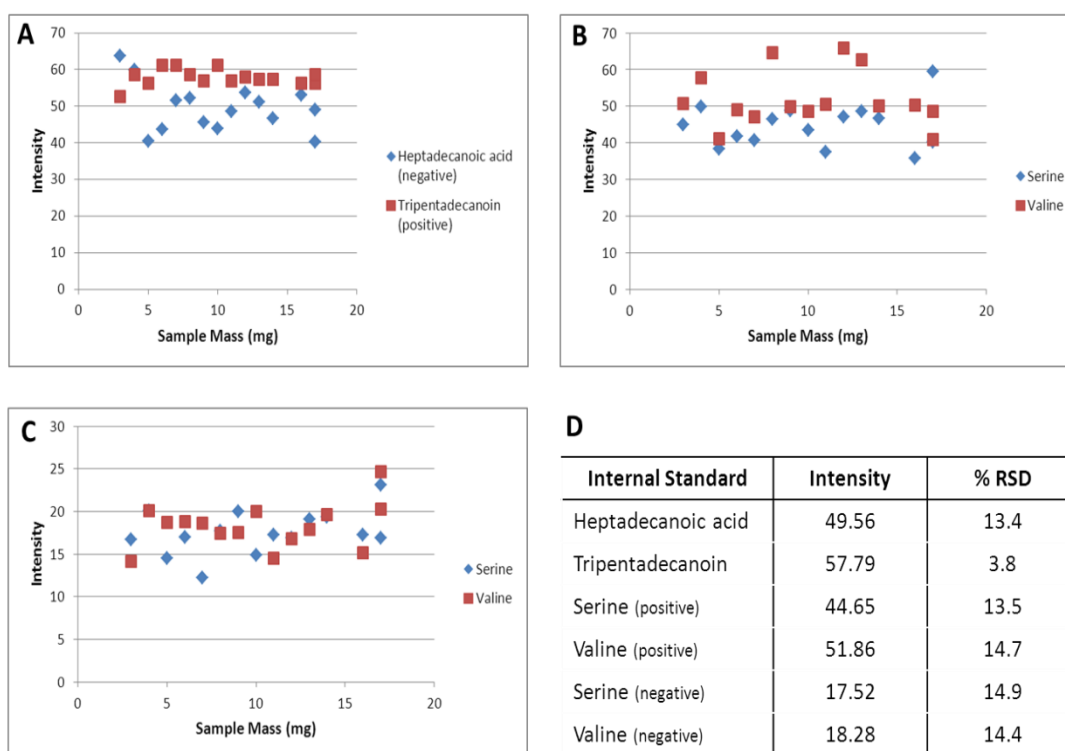 A
70
60
50
40
30
20
10
0
Intensity
0 5 10 15 20
Sample Mass (mg)
Heptadecanoic acid
(negative)
Tripentadecanoin
(positive)
B
70
60
50
40
30
20
10
0
Intensity
0 5 10 15 20
Sample Mass (mg)
Serine
Valine
C
30
25
20
15
10
5
0
Intensity
0 5 10 15 20
Sample Mass (mg)
Serine
Valine
D
Internal Standard Intensity % RSD
Heptadecanoic acid 49.56 13.4
Tripentadecanoin 57.79 3.8
Serine (positive) 44.65 13.5
Valine (positive) 51.86 14.7
Serine (negative) 17.52 14.9
Valine (negative) 18.28 14.4